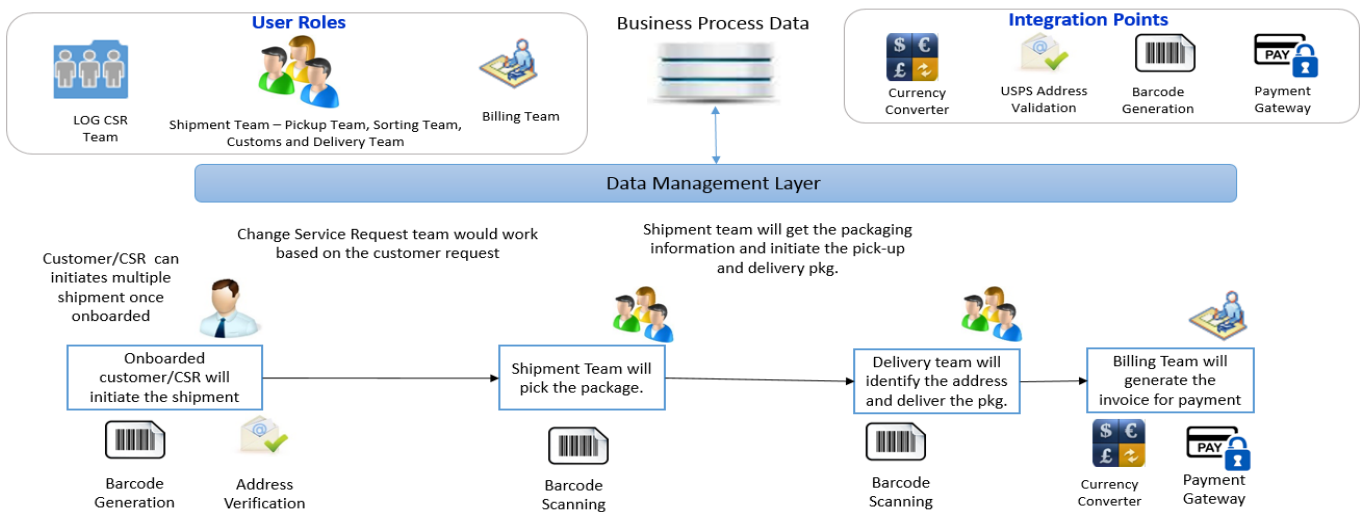 User Roles
LOG CSR
Team
Shipment Team – Pickup Team, Sorting Team,
Customs and Delivery Team
Billing Team
Business Process Data
Integration Points
$ €
£
Currency
Converter
@
USPS Address
Validation
Barcode
Generation
PAY
Payment
Gateway
Data Management Layer
Customer/CSR can
initiates multiple
shipment once
onboarded
Change Service Request team would work
based on the customer request
Shipment team will get the packaging
information and initiate the pick-up
and delivery pkg.
Onboarded
customer/CSR will
initiate the shipment
Shipment Team will
pick the package.
Delivery team will
identify the address
and deliver the pkg.
Billing Team will
generate the
invoice for payment
Barcode
Generation
@
Address
Verification
Barcode
Scanning
Barcode
Scanning
$ €
£
Currency
Converter
PAY
Payment
Gateway